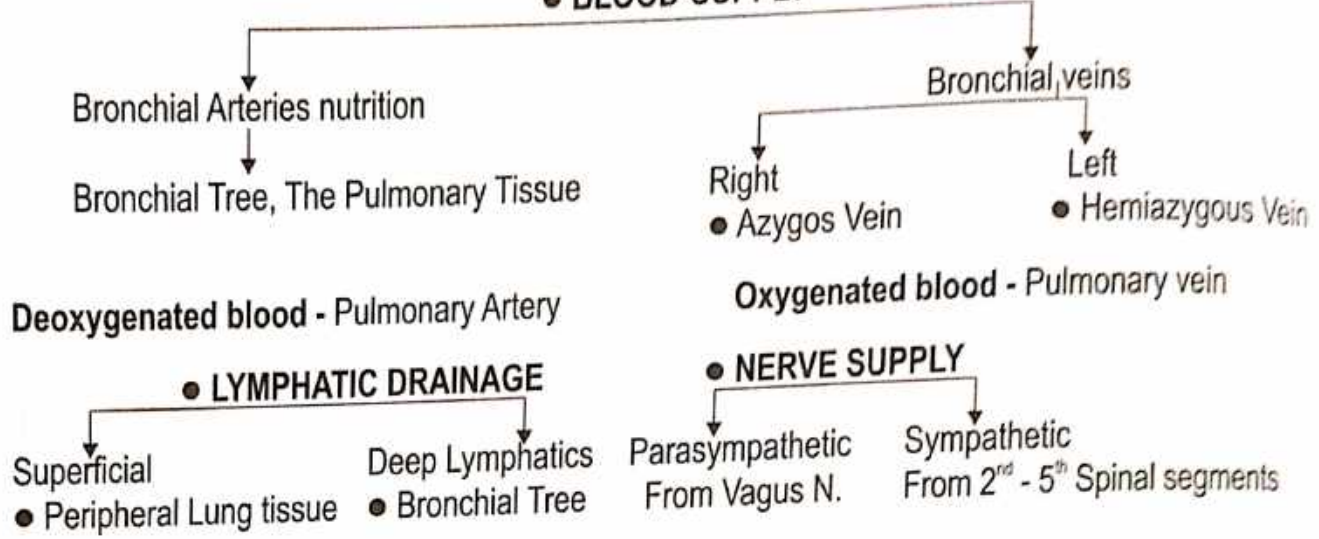 ● BLOOD SUPPLY
Bronchial Arteries nutrition
Bronchial Tree, The Pulmonary Tissue
Bronchial veins
Right
● Azygos Vein
Left
● Hemiazygous Vein
Deoxygenated blood - Pulmonary Artery
Oxygenated blood - Pulmonary vein
● LYMPHATIC DRAINAGE
Superficial
● Peripheral Lung tissue
Deep Lymphatics
● Bronchial Tree
● NERVE SUPPLY
Parasympathetic
From Vagus N.
Sympathetic
From 2nd - 5th Spinal segments